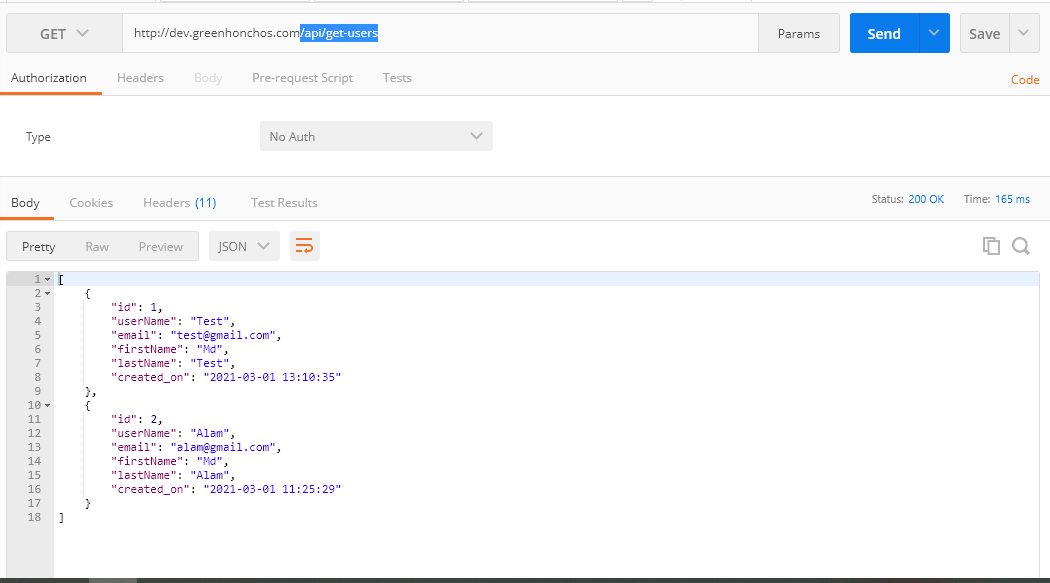 GET http://dev.greenhonchos.com/api/get-users Params Send Save
Authorization Headers Body Pre-request Script Tests Code
Type No Auth
Body Cookies Headers (11) Test Results Status: 200 OK Time: 165 ms
Pretty Raw Preview JSON
1 [
2 {
3 "id": 1,
4 "userName": "Test",
5 "email": "test@gmail.com",
6 "firstName": "Md",
7 "lastName": "Test",
8 "created_on": "2021-03-01 13:10:35"
9 },
10 {
11 "id": 2,
12 "userName": "Alam",
13 "email": "alam@gmail.com",
14 "firstName": "Md",
15 "lastName": "Alam",
16 "created_on": "2021-03-01 11:25:29"
17 }
18 ]